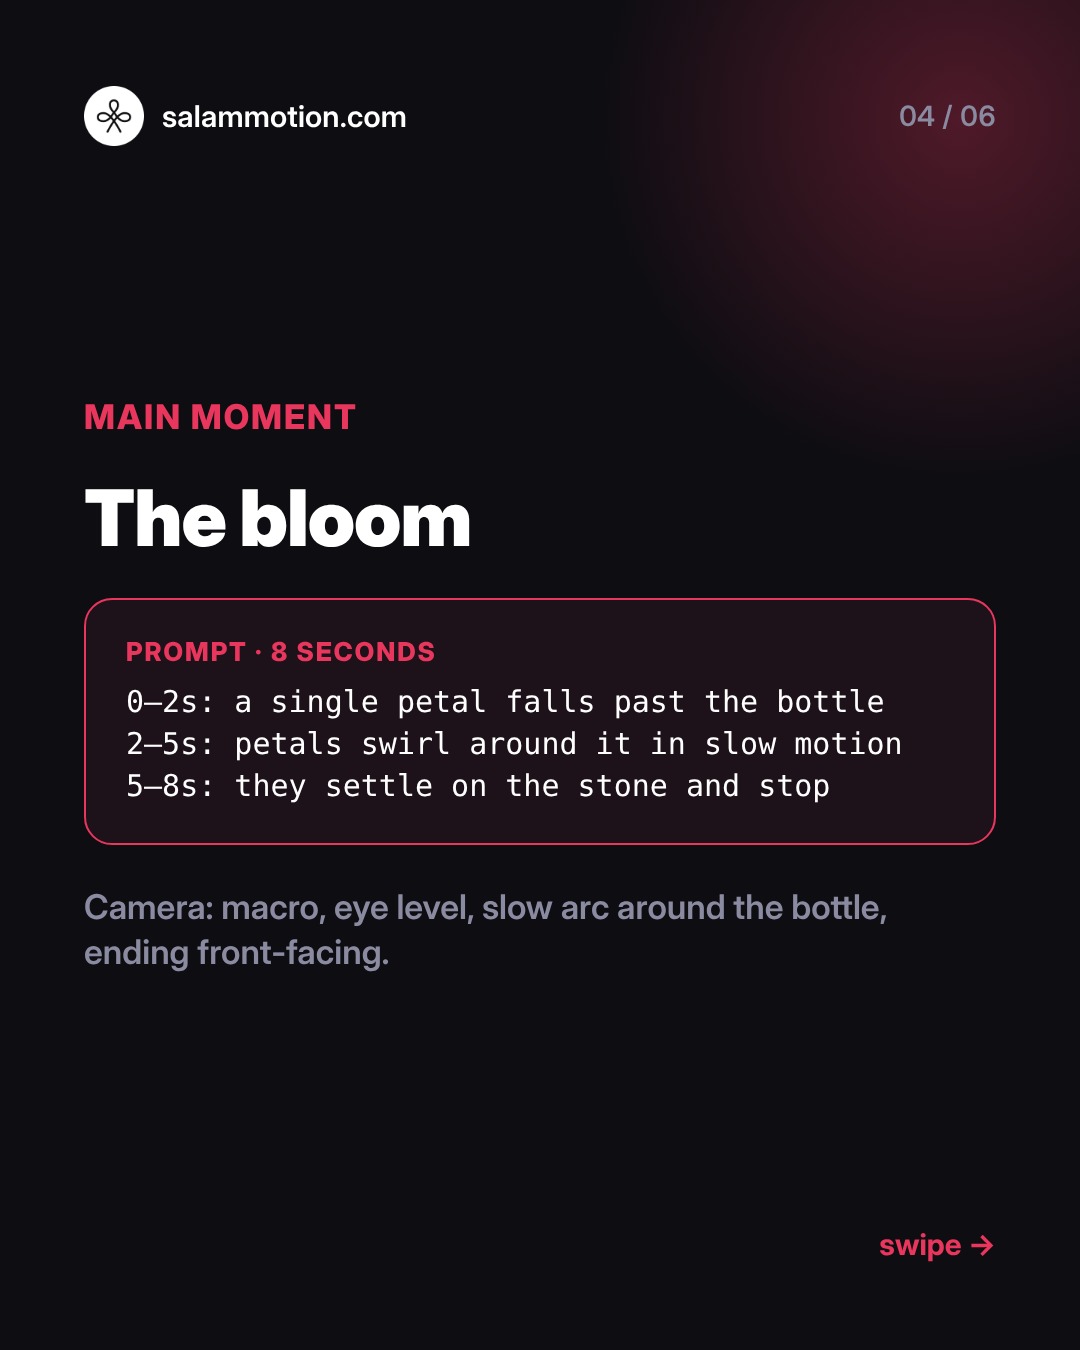 salammotion.com
04 / 06
MAIN MOMENT
The bloom
PROMPT · 8 SECONDS
0–2s: a single petal falls past the bottle
2–5s: petals swirl around it in slow motion
5–8s: they settle on the stone and stop
Camera: macro, eye level, slow arc around the bottle,
ending front-facing.
swipe →